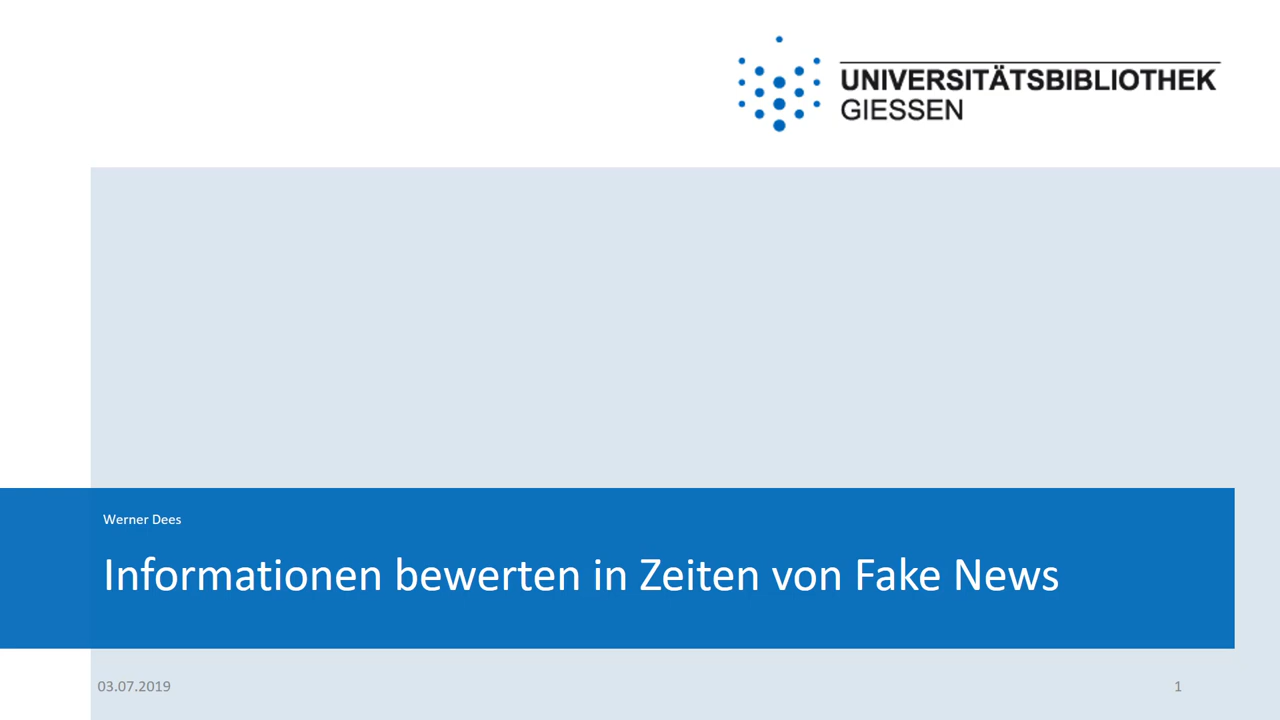 UNIVERSITÄTSBIBLIOTHEK
GIESSEN
Werner Dees
Informationen bewerten in Zeiten von Fake News
03.07.2019
1